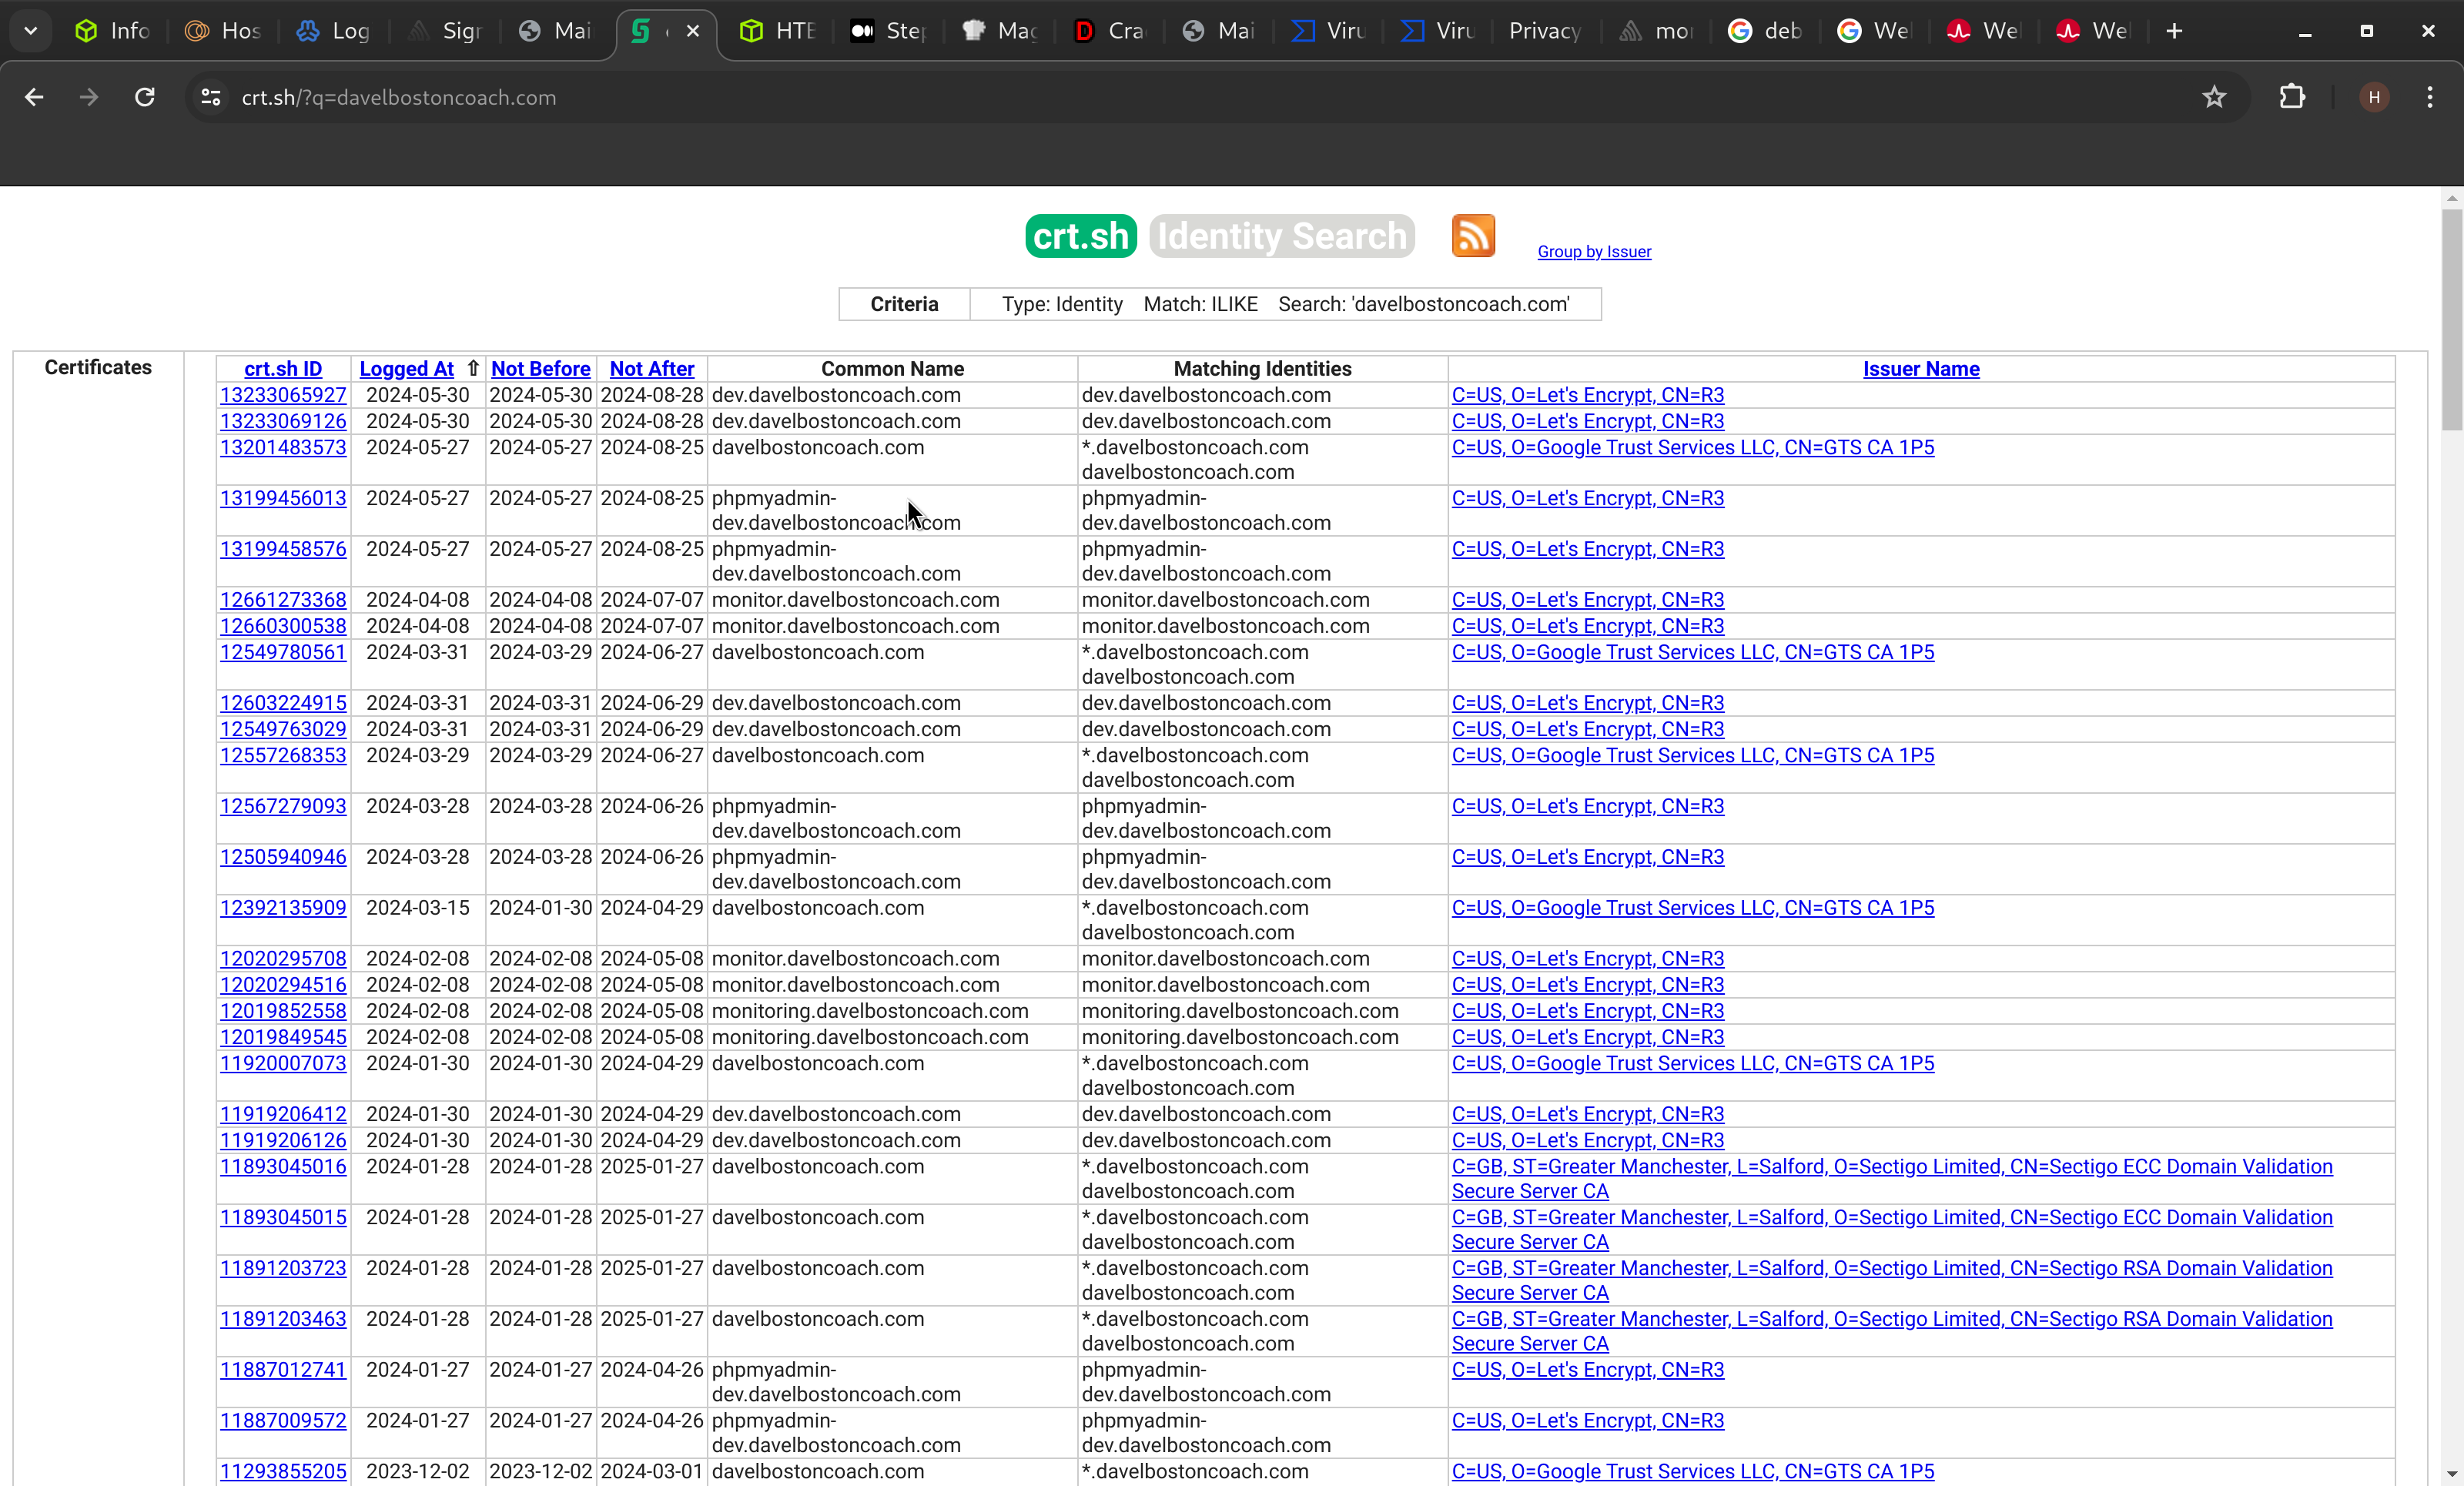 Info
Hos
Log
Sign
Mai
HTB
Step
Mag
Cra
Mai
Viru
Viru
Privacy
mo
deb
We
We
We
crt.sh/?q=davelbostoncoach.com
H
crt.sh Identity Search
Group by Issuer
Criteria Type: Identity Match: ILIKE Search: 'davelbostoncoach.com'
Certificates
crt.sh ID Logged At ⇧ Not Before Not After Common Name Matching Identities Issuer Name
13233065927 2024-05-30 2024-05-30 2024-08-28 dev.davelbostoncoach.com dev.davelbostoncoach.com C=US, O=Let's Encrypt, CN=R3
13233069126 2024-05-30 2024-05-30 2024-08-28 dev.davelbostoncoach.com dev.davelbostoncoach.com C=US, O=Let's Encrypt, CN=R3
13201483573 2024-05-27 2024-05-27 2024-08-25 davelbostoncoach.com *.davelbostoncoach.com C=US, O=Google Trust Services LLC, CN=GTS CA 1P5
davelbostoncoach.com
13199456013 2024-05-27 2024-05-27 2024-08-25 phpmyadmin- phpmyadmin- C=US, O=Let's Encrypt, CN=R3
dev.davelbostoncoach.com dev.davelbostoncoach.com
13199458576 2024-05-27 2024-05-27 2024-08-25 phpmyadmin- phpmyadmin- C=US, O=Let's Encrypt, CN=R3
dev.davelbostoncoach.com dev.davelbostoncoach.com
12661273368 2024-04-08 2024-04-08 2024-07-07 monitor.davelbostoncoach.com monitor.davelbostoncoach.com C=US, O=Let's Encrypt, CN=R3
12660300538 2024-04-08 2024-04-08 2024-07-07 monitor.davelbostoncoach.com monitor.davelbostoncoach.com C=US, O=Let's Encrypt, CN=R3
12549780561 2024-03-31 2024-03-29 2024-06-27 davelbostoncoach.com *.davelbostoncoach.com C=US, O=Google Trust Services LLC, CN=GTS CA 1P5
davelbostoncoach.com
12603224915 2024-03-31 2024-03-31 2024-06-29 dev.davelbostoncoach.com dev.davelbostoncoach.com C=US, O=Let's Encrypt, CN=R3
12549763029 2024-03-31 2024-03-31 2024-06-29 dev.davelbostoncoach.com dev.davelbostoncoach.com C=US, O=Let's Encrypt, CN=R3
12557268353 2024-03-29 2024-03-29 2024-06-27 davelbostoncoach.com *.davelbostoncoach.com C=US, O=Google Trust Services LLC, CN=GTS CA 1P5
davelbostoncoach.com
12567279093 2024-03-28 2024-03-28 2024-06-26 phpmyadmin- phpmyadmin- C=US, O=Let's Encrypt, CN=R3
dev.davelbostoncoach.com dev.davelbostoncoach.com
12505940946 2024-03-28 2024-03-28 2024-06-26 phpmyadmin- phpmyadmin- C=US, O=Let's Encrypt, CN=R3
dev.davelbostoncoach.com dev.davelbostoncoach.com
12392135909 2024-03-15 2024-01-30 2024-04-29 davelbostoncoach.com *.davelbostoncoach.com C=US, O=Google Trust Services LLC, CN=GTS CA 1P5
davelbostoncoach.com
12020295708 2024-02-08 2024-02-08 2024-05-08 monitor.davelbostoncoach.com monitor.davelbostoncoach.com C=US, O=Let's Encrypt, CN=R3
12020294516 2024-02-08 2024-02-08 2024-05-08 monitor.davelbostoncoach.com monitor.davelbostoncoach.com C=US, O=Let's Encrypt, CN=R3
12019852558 2024-02-08 2024-02-08 2024-05-08 monitoring.davelbostoncoach.com monitoring.davelbostoncoach.com C=US, O=Let's Encrypt, CN=R3
12019849545 2024-02-08 2024-02-08 2024-05-08 monitoring.davelbostoncoach.com monitoring.davelbostoncoach.com C=US, O=Let's Encrypt, CN=R3
11920007073 2024-01-30 2024-01-30 2024-04-29 davelbostoncoach.com *.davelbostoncoach.com C=US, O=Google Trust Services LLC, CN=GTS CA 1P5
davelbostoncoach.com
11919206412 2024-01-30 2024-01-30 2024-04-29 dev.davelbostoncoach.com dev.davelbostoncoach.com C=US, O=Let's Encrypt, CN=R3
11919206126 2024-01-30 2024-01-30 2024-04-29 dev.davelbostoncoach.com dev.davelbostoncoach.com C=US, O=Let's Encrypt, CN=R3
11893045016 2024-01-28 2024-01-28 2025-01-27 davelbostoncoach.com *.davelbostoncoach.com C=GB, ST=Greater Manchester, L=Salford, O=Sectigo Limited, CN=Sectigo ECC Domain Validation
davelbostoncoach.com Secure Server CA
11893045015 2024-01-28 2024-01-28 2025-01-27 davelbostoncoach.com *.davelbostoncoach.com C=GB, ST=Greater Manchester, L=Salford, O=Sectigo Limited, CN=Sectigo ECC Domain Validation
davelbostoncoach.com Secure Server CA
11891203723 2024-01-28 2024-01-28 2025-01-27 davelbostoncoach.com *.davelbostoncoach.com C=GB, ST=Greater Manchester, L=Salford, O=Sectigo Limited, CN=Sectigo RSA Domain Validation
davelbostoncoach.com Secure Server CA
11891203463 2024-01-28 2024-01-28 2025-01-27 davelbostoncoach.com *.davelbostoncoach.com C=GB, ST=Greater Manchester, L=Salford, O=Sectigo Limited, CN=Sectigo RSA Domain Validation
davelbostoncoach.com Secure Server CA
11887012741 2024-01-27 2024-01-27 2024-04-26 phpmyadmin- phpmyadmin- C=US, O=Let's Encrypt, CN=R3
dev.davelbostoncoach.com dev.davelbostoncoach.com
11887009572 2024-01-27 2024-01-27 2024-04-26 phpmyadmin- phpmyadmin- C=US, O=Let's Encrypt, CN=R3
dev.davelbostoncoach.com dev.davelbostoncoach.com
11293855205 2023-12-02 2023-12-02 2024-03-01 davelbostoncoach.com *.davelbostoncoach.com C=US, O=Google Trust Services LLC, CN=GTS CA 1P5